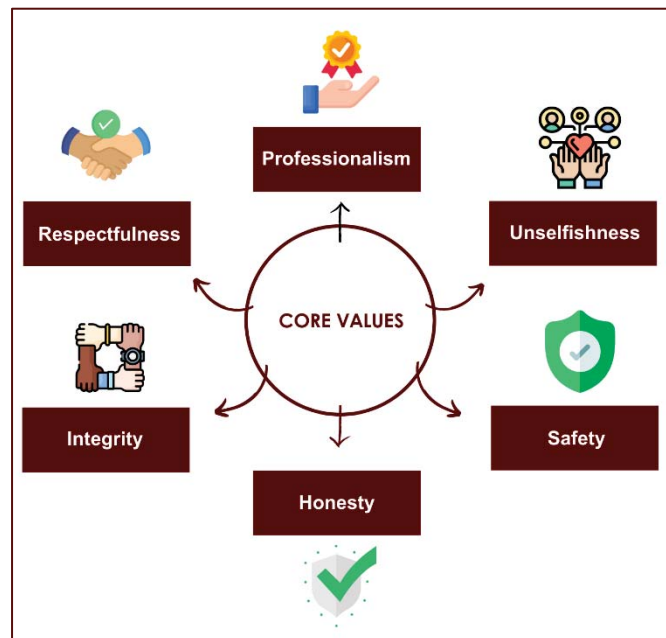 Professionalism
Respectfulness
Unselfishness
CORE VALUES
Integrity
Safety
Honesty